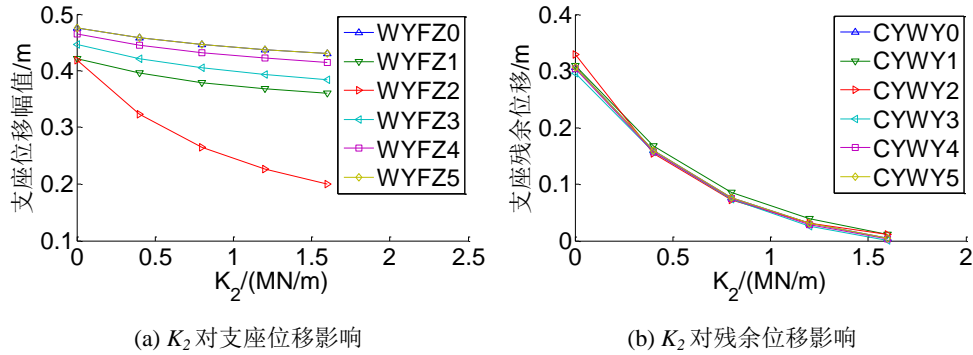 支座位移幅值/m
0.5
0.4
0.3
0.2
0.1
0 0.5 1 1.5 2 2.5
K2/(MN/m)
WYFZ0
WYFZ1
WYFZ2
WYFZ3
WYFZ4
WYFZ5
(a) K2 对支座位移影响
支座残余位移/m
0.4
0.3
0.2
0.1
0
0 0.5 1 1.5 2
K2/(MN/m)
CYWY0
CYWY1
CYWY2
CYWY3
CYWY4
CYWY5
(b) K2 对残余位移影响